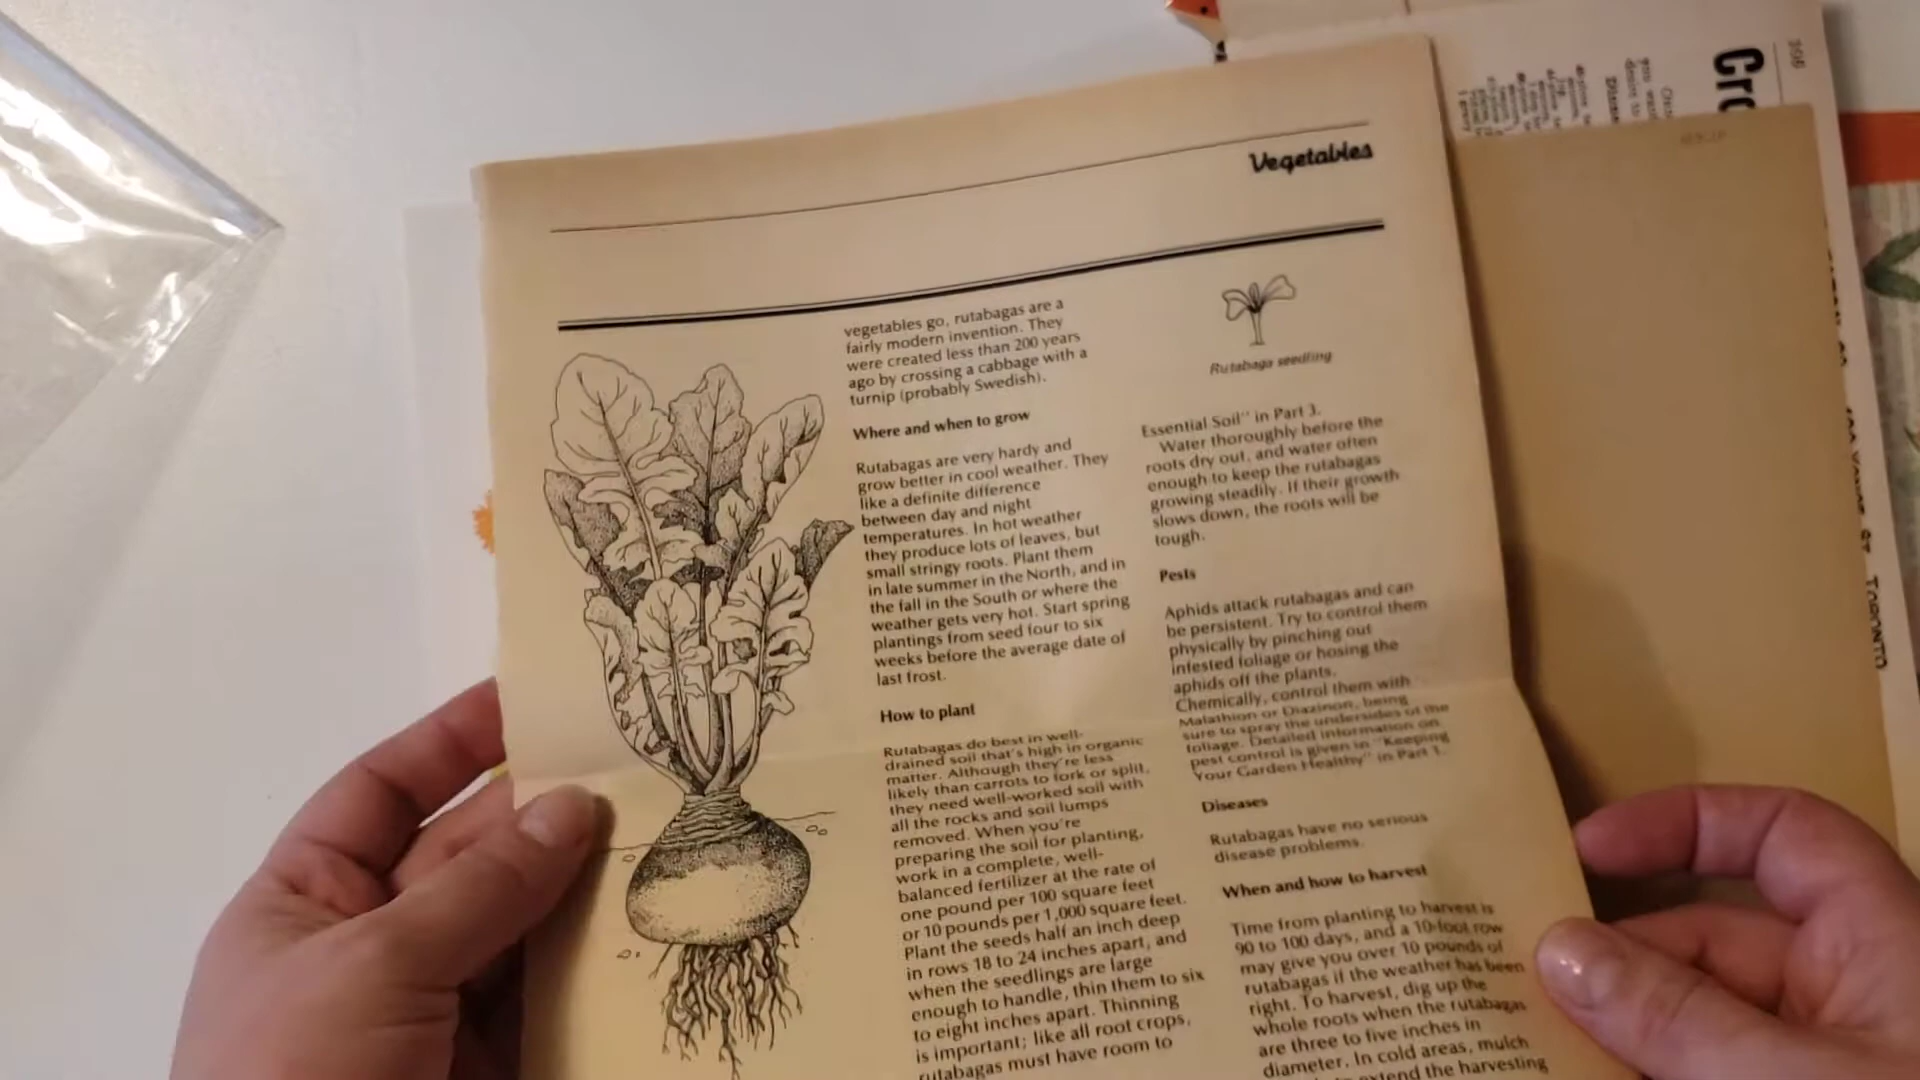 Vegetables
vegetables go, rutabagas are a
fairly modern invention. They
were created less than 200 years
ago by crossing a cabbage with a
turnip (probably Swedish).
Where and when to grow
Rutabagas are very hardy and
grow better in cool weather. They
like a definite difference
between day and night
temperatures. In hot weather
they produce lots of leaves, but
small stringy roots. Plant them
in late summer in the North, and in
the fall in the South or where the
weather gets very hot. Start spring
plantings from seed four to six
weeks before the average date of
last frost.
How to plant
Rutabagas do best in well-
drained soil that's high in organic
matter. Although they're less
likely than carrots to fork or split,
they need well-worked soil with
all the rocks and soil lumps
removed. When you're
preparing the soil for planting,
work in a complete, well-
balanced fertilizer at the rate of
one pound per 100 square feet
or 10 pounds per 1,000 square feet.
Plant the seeds half an inch deep
in rows 18 to 24 inches apart, and
when the seedlings are large
enough to handle, thin them to six
to eight inches apart. Thinning
is important; like all root crops,
rutabagas must have room to
Rutabaga seedling
Essential Soil" in Part 3.
Water thoroughly before the
roots dry out, and water often
enough to keep the rutabagas
growing steadily. If their growth
slows down, the roots will be
tough.
Pests
Aphids attack rutabagas and can
be persistent. Try to control them
physically by pinching out
infested foliage or hosing the
aphids off the plants.
Chemically, control them with
Malathion or Diazinon, being
sure to spray the undersides of the
foliage. Detailed information on
pest control is given in "Keeping
Your Garden Healthy" in Part 1.
Diseases
Rutabagas have no serious
disease problems.
When and how to harvest
Time from planting to harvest is
90 to 100 days, and a 10-foot row
may give you over 10 pounds of
rutabagas if the weather has been
right. To harvest, dig up the
whole roots when the rutabagas
are three to five inches in
diameter. In cold areas, mulch
extend the harvesting
Cro
306
ST. TORONTO